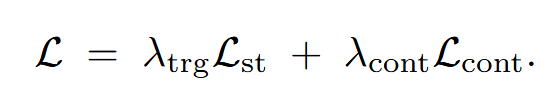 𝓛 = λ_trg 𝓛_st + λ_cont 𝓛_cont.